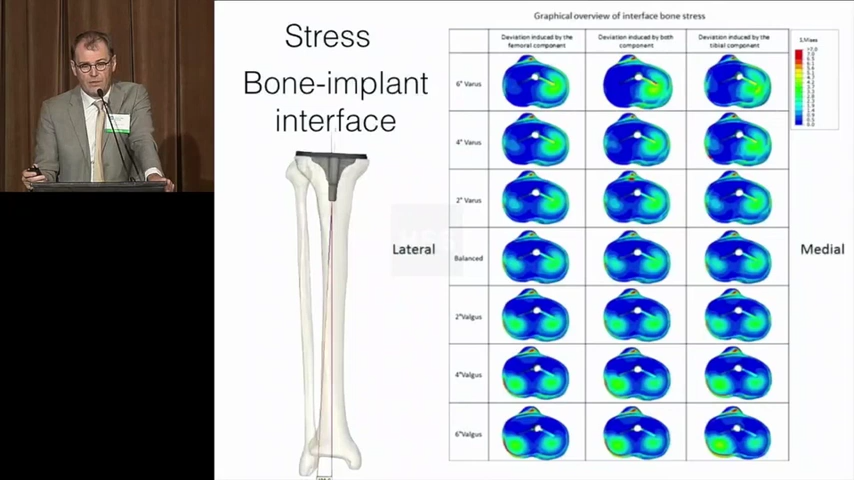 Stress
Bone-implant
interface
Lateral
Graphical overview of interface bone stress
Deviation induced by the
femoral component
Deviation induced by both
component
Deviation induced by the
tibial component
6° Varus
4° Varus
2° Varus
Balanced
2°Valgus
4°Valgus
6°Valgus
S.Mises
Medial
HSS